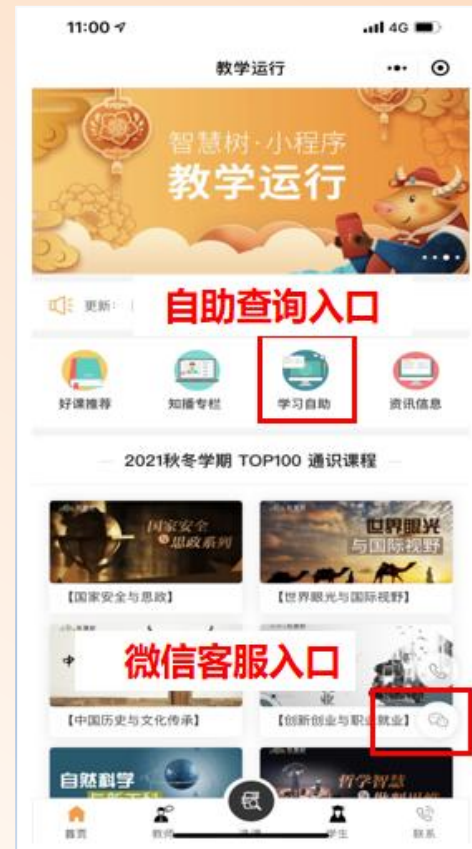 11:00
4G
教学运行
智慧树·小程序
教学运行
更新：
自助查询入口
好课推荐
知播专栏
学习自助
资讯信息
2021秋冬学期 TOP100 通识课程
国家安全
与思政系列
世界眼光
与国际视野
【国家安全与思政】
【世界眼光与国际视野】
中
微信客服入口
业
【中国历史与文化传承】
【创新创业与职业就业】
自然科学
哲学智慧
首页
教师
学生
联系